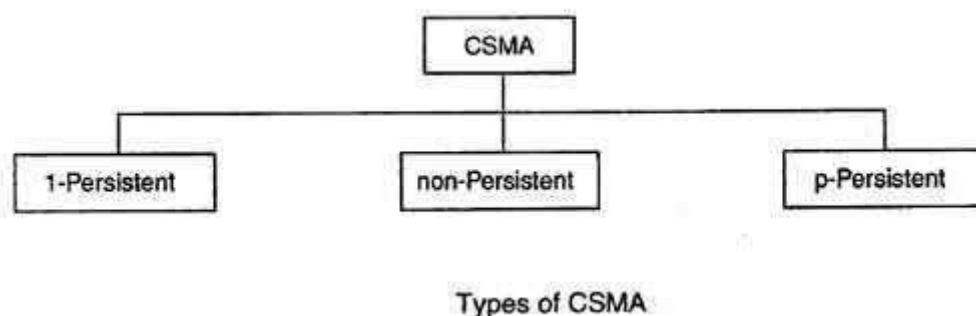 CSMA
1-Persistent
non-Persistent
p-Persistent
Types of CSMA